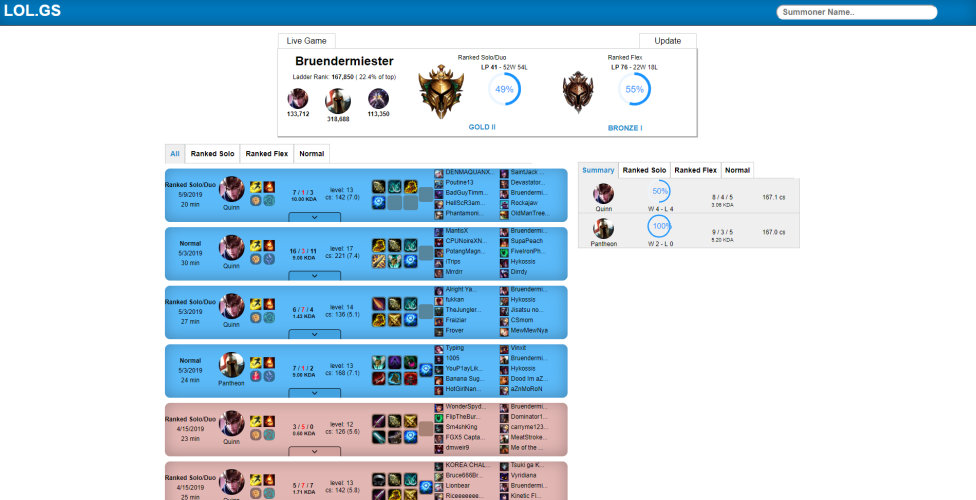 LOL.GS
Summoner Name..
Live Game
Update
Bruendermiester
Ladder Rank: 167,850 ( 22.4% of top)
133,712
318,688
113,350
Ranked Solo/Duo
LP 41 - 52W 54L
49%
GOLD II
Ranked Flex
LP 76 - 22W 18L
55%
BRONZE I
All Ranked Solo Ranked Flex Normal
Ranked Solo/Duo
5/9/2019
20 min
Quinn
7 / 1 / 3
10.00 KDA
level: 13
cs: 142 (7.0)
DENMAQUANX...
Poutine13
BadGuyTimm...
HellScR3am...
Phantoml...
SaintJack ...
Devastator...
Bruendermi...
Rockajaw
OldManTree...
Normal
5/3/2019
30 min
Quinn
16 / 3 / 11
9.00 KDA
level: 17
cs: 221 (7.4)
MantisX
CPUNoireXN...
PotangMagn...
iTrips
Mrrdrr
Bruendermi...
SupaPeach
FiveIronPh...
Hykossis
Dirrdy
Ranked Solo/Duo
5/3/2019
27 min
Quinn
6 / 7 / 4
1.43 KDA
level: 14
cs: 136 (5.1)
Alright Ya...
fukkan
TheJungler...
Fraiziar
Frover
Bruendermi...
Hykossis
Jisatsu no...
CSmom
MewMewNya
Normal
5/3/2019
24 min
Pantheon
7 / 1 / 2
9.00 KDA
level: 13
cs: 168 (7.1)
Typing
1005
YouP1ayLik...
Banana Sug...
HotGirlNan...
Vinxit
Bruendermi...
Hykossis
Dood im aZ...
aZnMoRoN
Ranked Solo/Duo
4/15/2019
23 min
Quinn
3 / 5 / 0
0.60 KDA
level: 12
cs: 126 (5.6)
WonderSpyd...
FlipTheBur...
Sm4shKing
FGX5 Capta...
dmweir9
Bruendermi...
Dominator1...
carryme123...
MeatStroke...
Me of the ...
Ranked Solo/Duo
4/15/2019
25 min
Quinn
5 / 7 / 7
1.71 KDA
level: 13
cs: 142 (5.8)
KOREA CHAL...
Bruce666Br...
Lionbear
Riceeeeeee...
Tsuki ga K...
Vyridiana
Bruendermi...
Kinetic Fl...
Summary Ranked Solo Ranked Flex Normal
Quinn
50%
W 4 - L 4
8 / 4 / 5
3.06 KDA
167.1 cs
Pantheon
100%
W 2 - L 0
9 / 3 / 5
5.20 KDA
167.0 cs